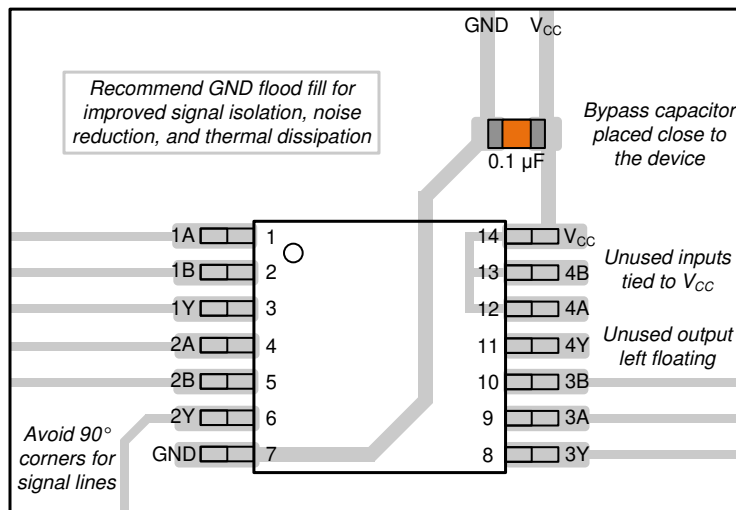 GND VCC
Recommend GND flood fill for
improved signal isolation, noise
reduction, and thermal dissipation
Bypass capacitor
placed close to
the device
0.1 µF
1A 1 14 VCC
1B 2 13 4B
Unused inputs
tied to VCC
1Y 3 12 4A
2A 4 11 4Y
Unused output
left floating
2B 5 10 3B
2Y 6 9 3A
GND 7 8 3Y
Avoid 90°
corners for
signal lines